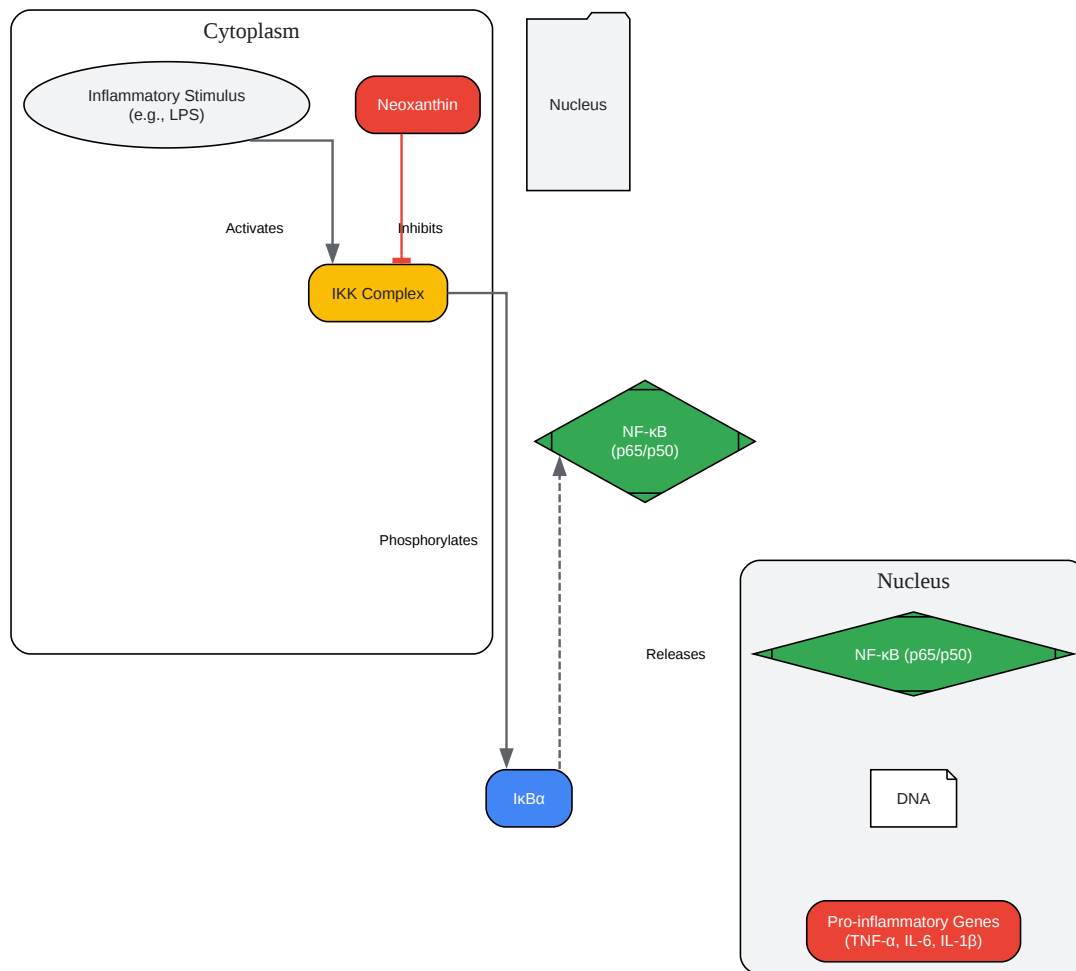 Cytoplasm
Inflammatory Stimulus
(e.g., LPS)
Neoxanthin
Nucleus
Activates
Inhibits
IKK Complex
NF-κB
(p65/p50)
Phosphorylates
Nucleus
Releases
NF-κB (p65/p50)
IκBα
DNA
Pro-inflammatory Genes
(TNF-α, IL-6, IL-1β)